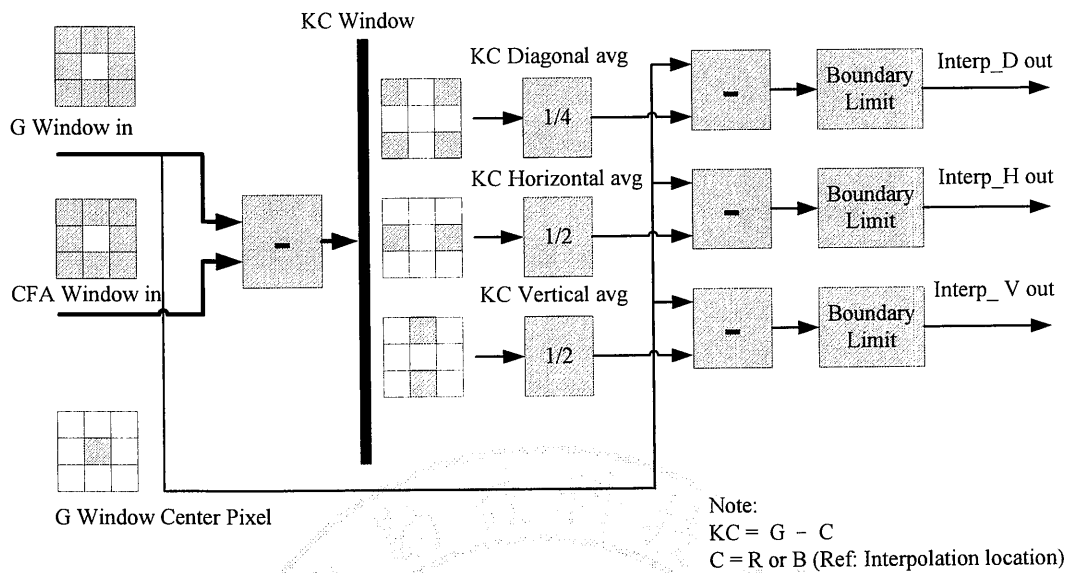 KC Window
G Window in
CFA Window in
G Window Center Pixel
-
KC Diagonal avg
1/4
KC Horizontal avg
1/2
KC Vertical avg
1/2
-
Boundary
Limit
Interp_D out
-
Boundary
Limit
Interp_H out
-
Boundary
Limit
Interp_ V out
Note:
KC = G - C
C = R or B (Ref: Interpolation location)